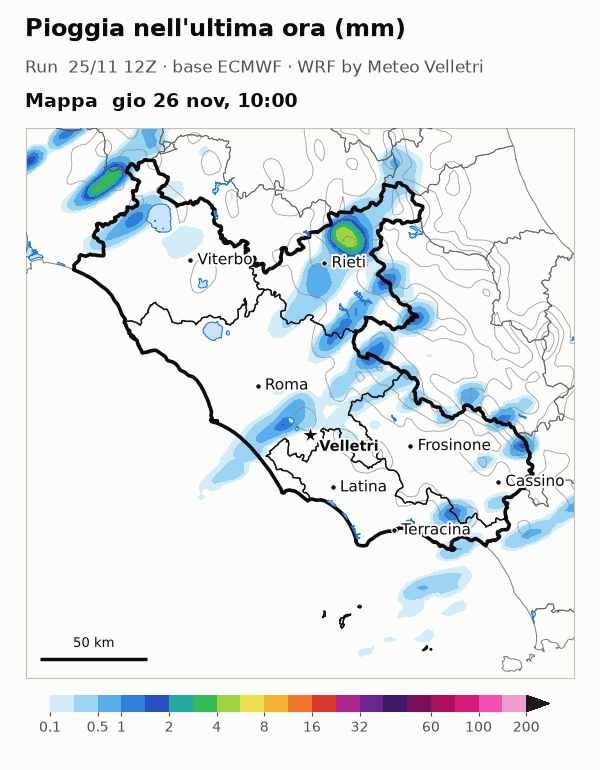 Pioggia nell'ultima ora (mm)
Run  25/11 12Z · base ECMWF · WRF by Meteo Velletri
Mappa  gio 26 nov, 10:00
Viterbo
Rieti
Roma
Velletri
Frosinone
Cassino
Latina
Terracina
50 km
0.1 0.5 1 2 4 8 16 32 60 100 200